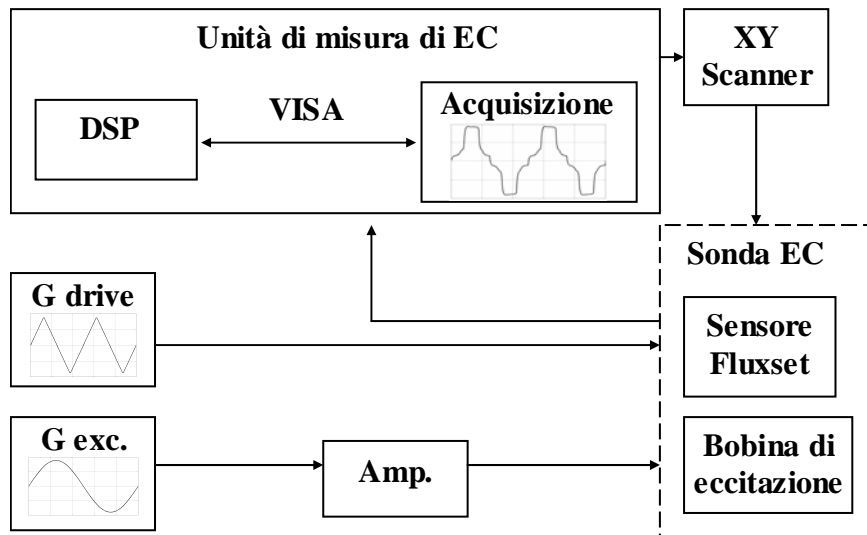 Unità di misura di EC
XY
Scanner
DSP
VISA
Acquisizione
Sonda EC
G drive
Sensore
Fluxset
G exc.
Amp.
Bobina di
eccitazione